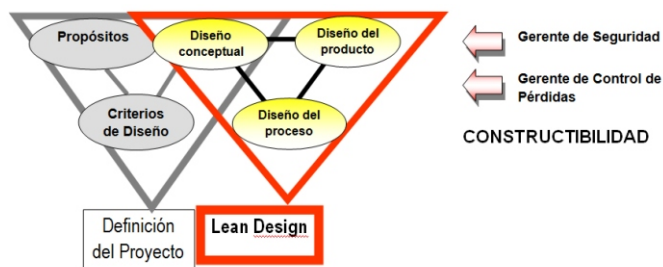 Propósitos
Diseño
conceptual
Diseño del
producto
Criterios
de Diseño
Diseño del
proceso
Gerente de Seguridad
Gerente de Control de
Pérdidas
CONSTRUCTIBILIDAD
Definición
del Proyecto
Lean Design